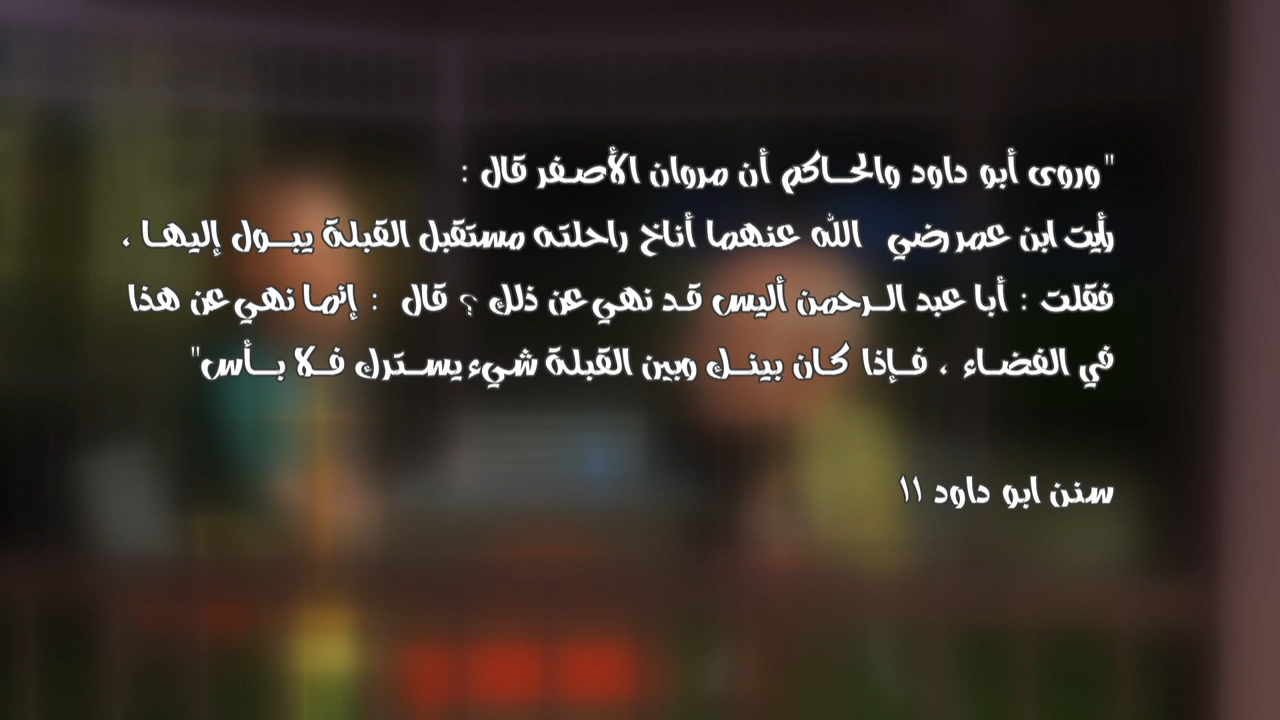 "وروى أبو داود والحاكم أن مروان الأصفر قال :
رأيت ابن عمر رضي الله عنهما أناخ راحلته مستقبل القبلة يبول إليها ،
فقلت : أبا عبد الرحمن أليس قد نهي عن ذلك ؟ قال : إنما نهي عن هذا
في الفضاء ، فإذا كان بينك وبين القبلة شيء يسترك فلا بأس"
سنن ابو داود ١١